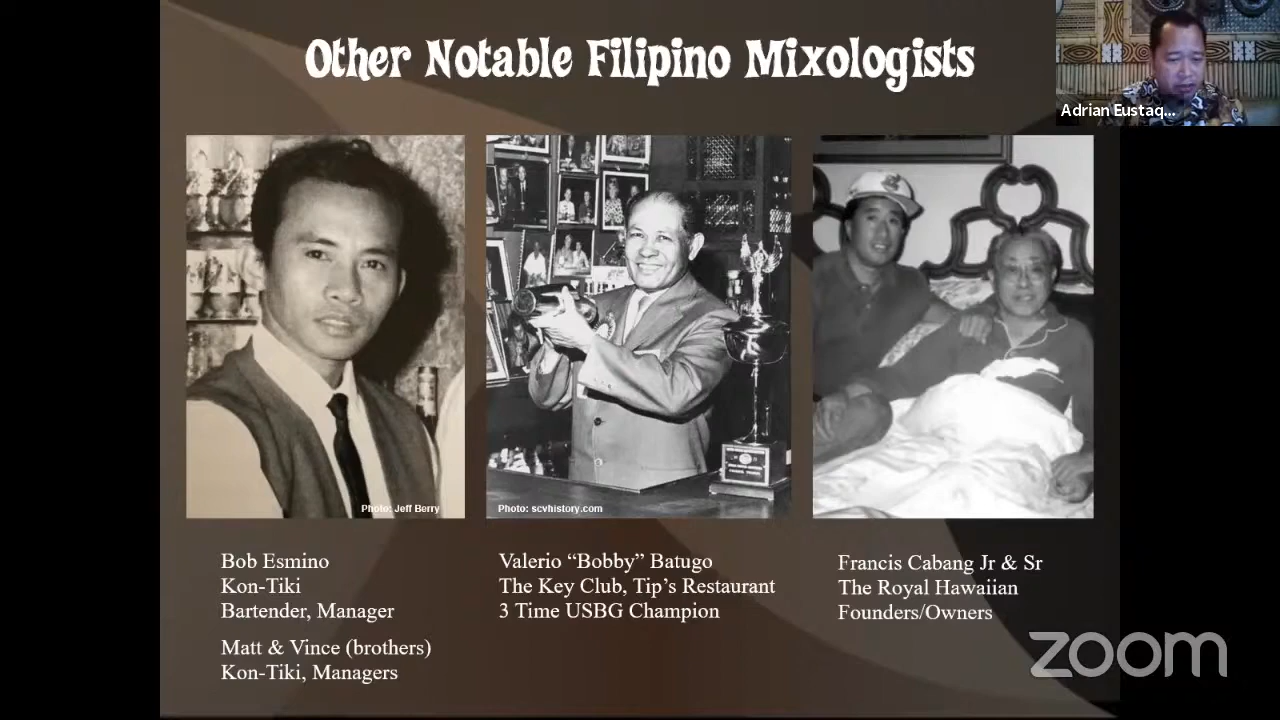 Other Notable Filipino Mixologists
Adrian Eustaq...
Photo: Jeff Berry
Photo: scvhistory.com
Bob Esmino
Kon-Tiki
Bartender, Manager
Matt & Vince (brothers)
Kon-Tiki, Managers
Valerio “Bobby” Batugo
The Key Club, Tip’s Restaurant
3 Time USBG Champion
Francis Cabang Jr & Sr
The Royal Hawaiian
Founders/Owners
zoom